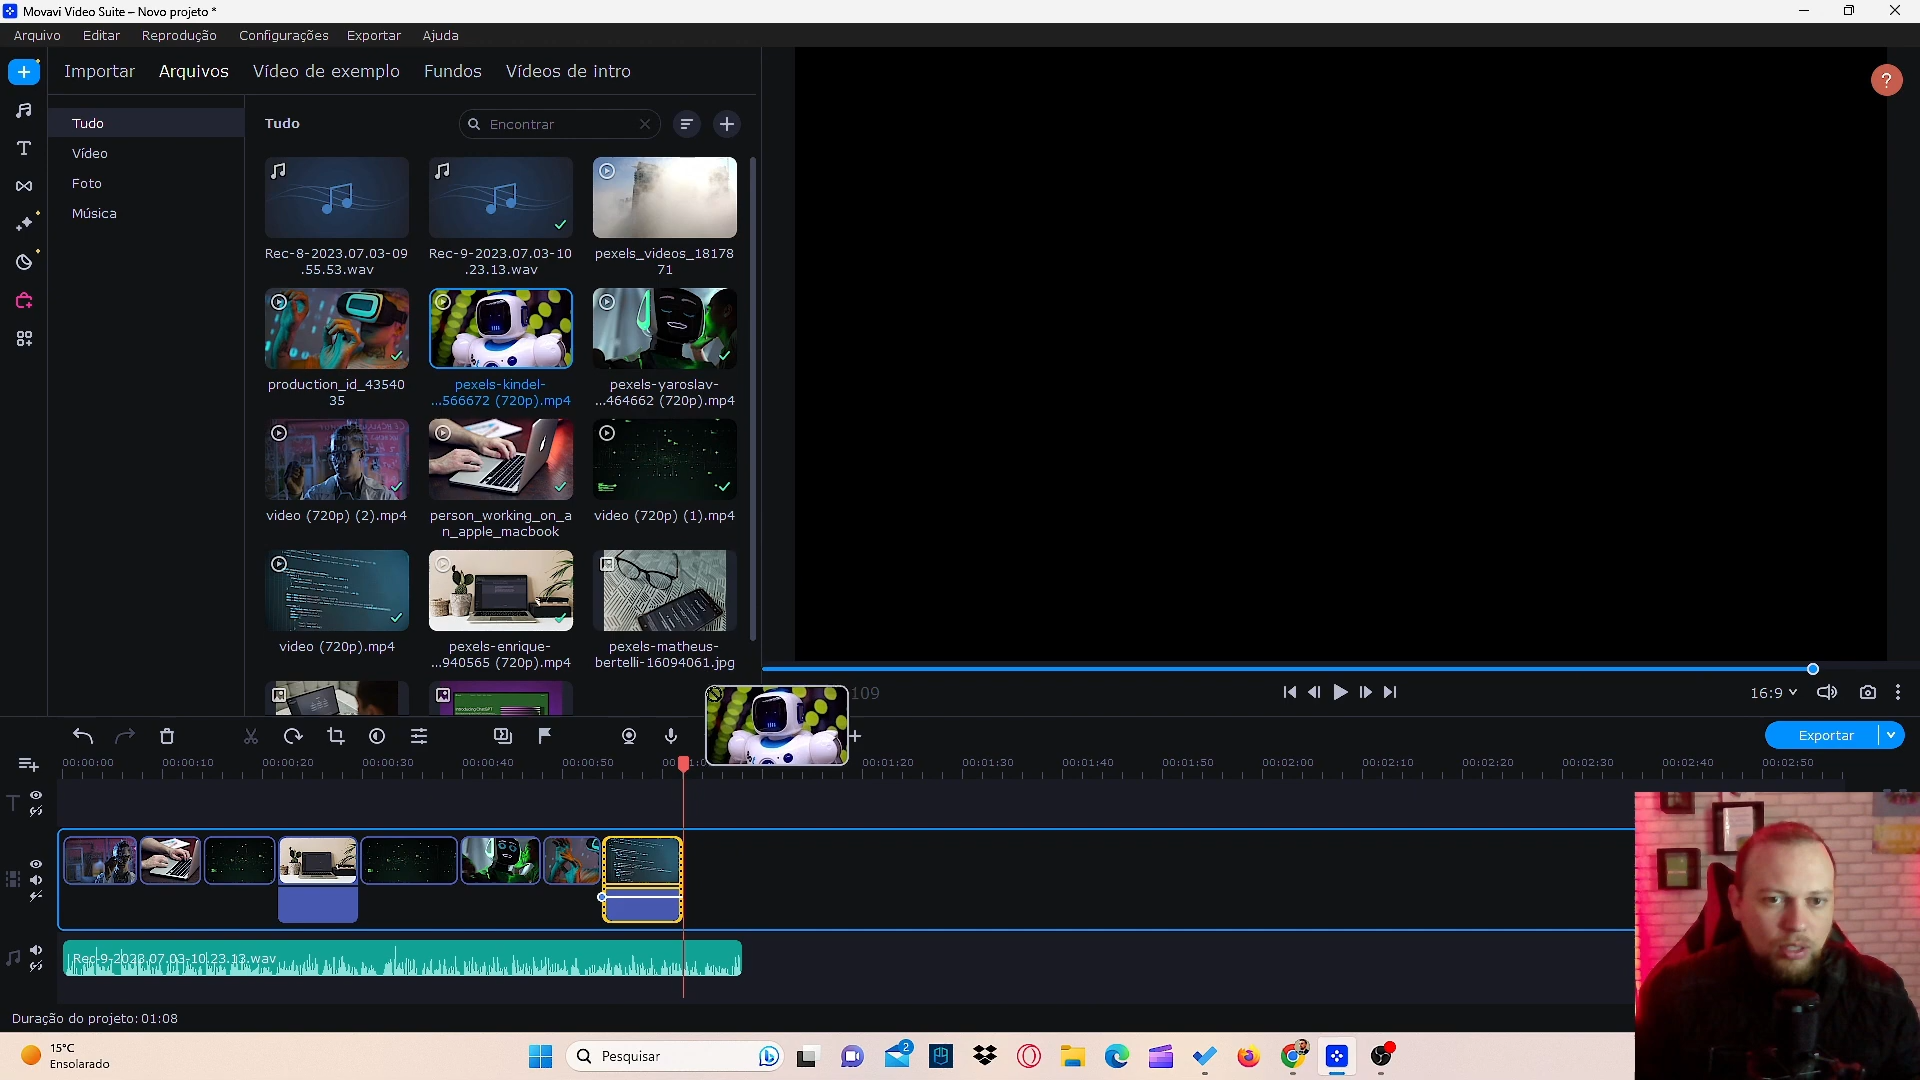 Movavi Video Suite – Novo projeto *
Arquivo Editar Reprodução Configurações Exportar Ajuda
Importar Arquivos Vídeo de exemplo Fundos Vídeos de intro
Tudo
Vídeo
Foto
Música
Tudo
Encontrar
Rec-8-2023.07.03-09
.55.53.wav
Rec-9-2023.07.03-10
.23.13.wav
pexels_videos_18178
71
production_id_43540
35
pexels-kindel-
...566672 (720p).mp4
pexels-yaroslav-
...464662 (720p).mp4
video (720p) (2).mp4
person_working_on_a
n_apple_macbook
video (720p) (1).mp4
video (720p).mp4
pexels-enrique-
...940565 (720p).mp4
pexels-matheus-
bertelli-16094061.jpg
109
16:9
?
Exportar
00:00:00 00:00:10 00:00:20 00:00:30 00:00:40 00:00:50 00:01:20 00:01:30 00:01:40 00:01:50 00:02:00 00:02:10 00:02:20 00:02:30 00:02:40 00:02:50
Rec-9-2023.07.03-10.23.13.wav
Duração do projeto: 01:08
15°C
Ensolarado
Pesquisar
2